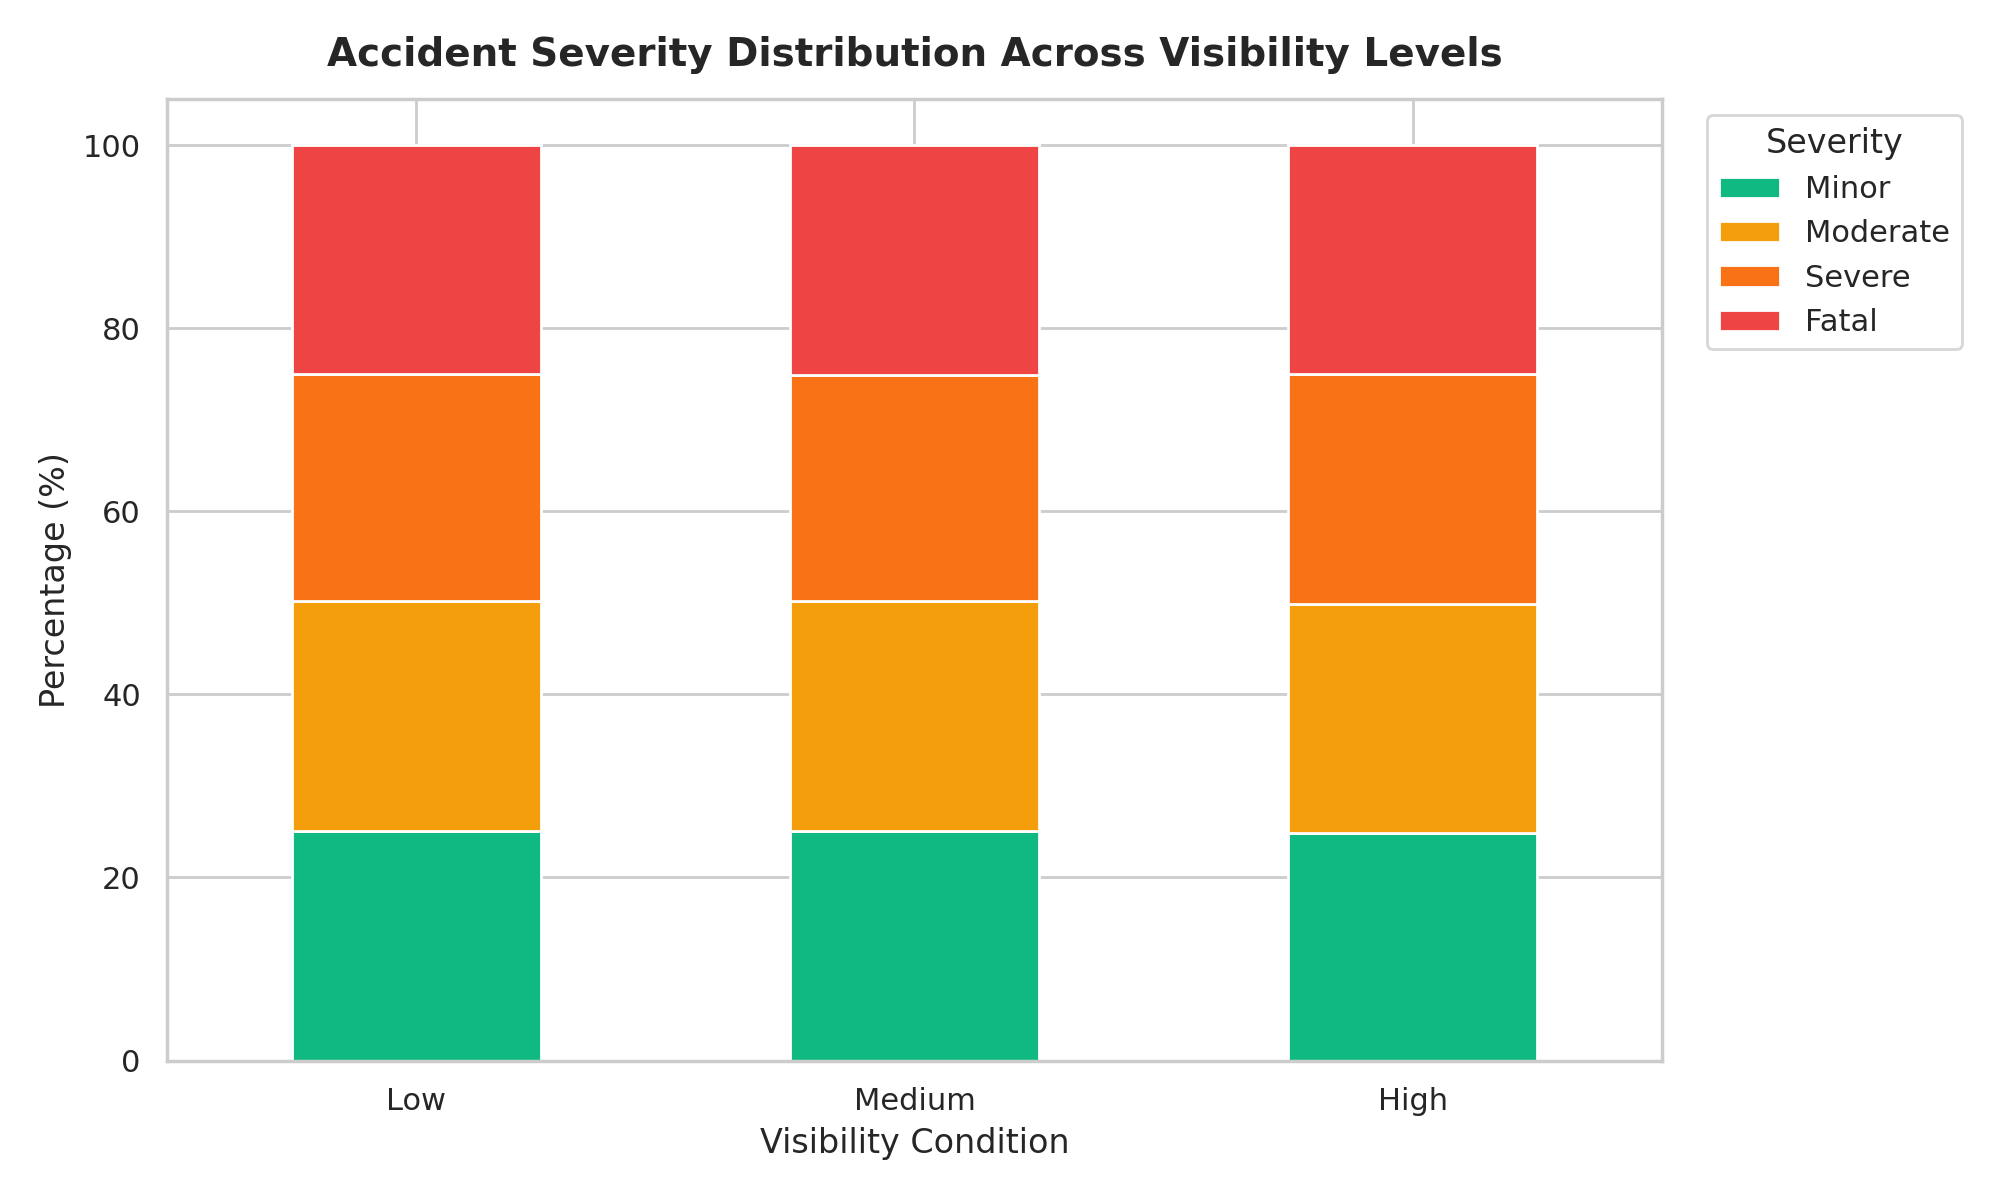 Accident Severity Distribution Across Visibility Levels
100
80
60
40
20
0
Percentage (%)
Low
Medium
High
Visibility Condition
Severity
Minor
Moderate
Severe
Fatal